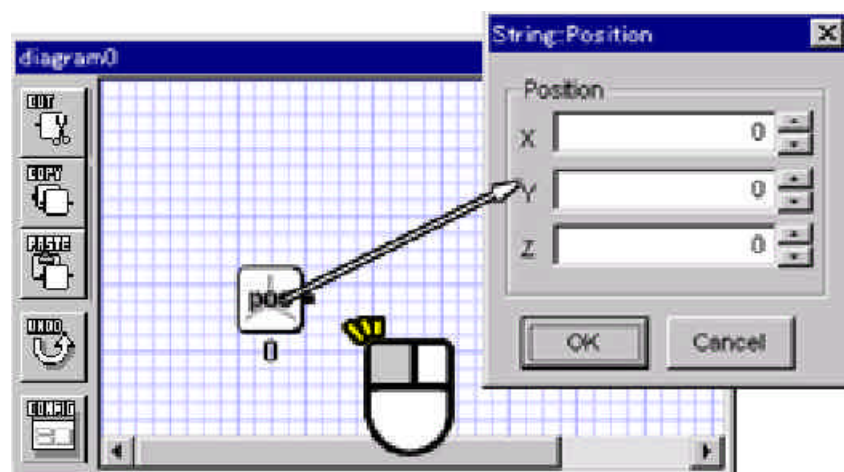 diagram0
CUT
COPY
PASTE
UNDO
CONFIG
pos
0
String::Position
Position
X 0
Y 0
Z 0
OK Cancel